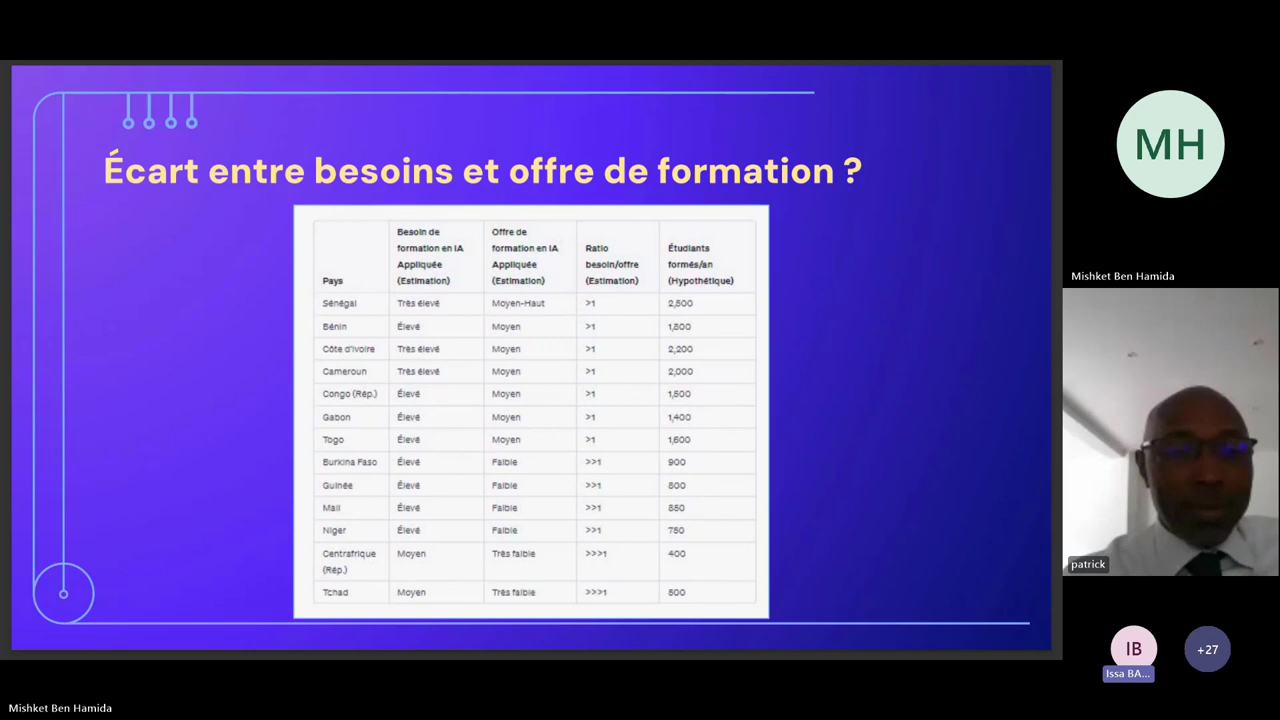 Écart entre besoins et offre de formation ?
Pays | Besoin de formation en IA Appliquée (Estimation) | Offre de formation en IA Appliquée (Estimation) | Ratio besoin/offre (Estimation) | Étudiants formés/an (Hypothétique)
Sénégal | Très élevé | Moyen-Haut | >1 | 2,500
Bénin | Élevé | Moyen | >1 | 1,800
Côte d'Ivoire | Très élevé | Moyen | >1 | 2,200
Cameroun | Très élevé | Moyen | >1 | 2,000
Congo (Rép.) | Élevé | Moyen | >1 | 1,500
Gabon | Élevé | Moyen | >1 | 1,400
Togo | Élevé | Moyen | >1 | 1,600
Burkina Faso | Élevé | Faible | >>1 | 900
Guinée | Élevé | Faible | >>1 | 800
Mali | Élevé | Faible | >>1 | 850
Niger | Élevé | Faible | >>1 | 750
Centrafrique (Rép.) | Moyen | Très faible | >>>1 | 400
Tchad | Moyen | Très faible | >>>1 | 500
MH
Mishket Ben Hamida
patrick
IB
Issa BA...
+27
Mishket Ben Hamida